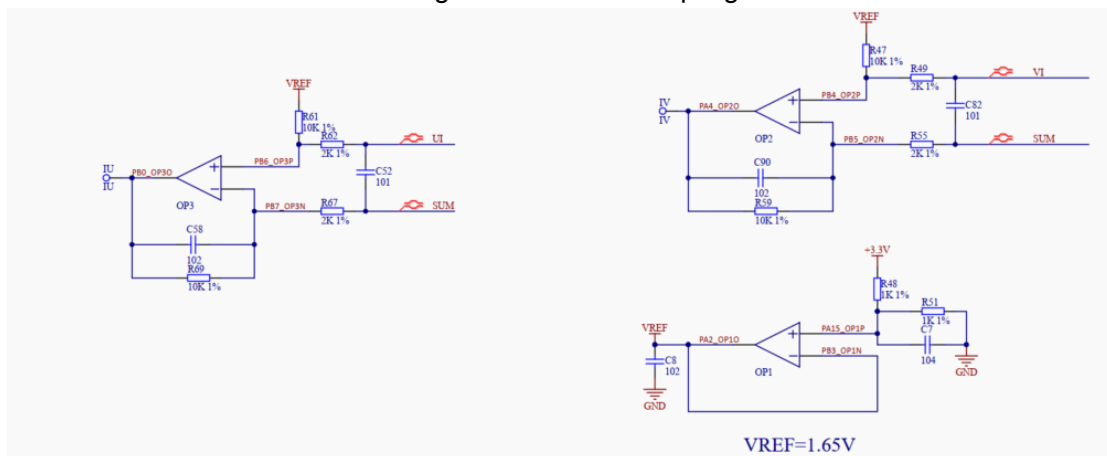 VREF
R61
10K 1%
R62
2K 1%
UI
PB6_OP3P
C52
101
IU
IU
PB0_OP3O
OP3
PB7_OP3N
R67
2K 1%
SUM
C58
102
R69
10K 1%
VREF
R47
10K 1%
R49
2K 1%
VI
PB4_OP2P
C82
101
IV
IV
PA4_OP2O
OP2
PB5_OP2N
R55
2K 1%
SUM
C90
102
R59
10K 1%
+3.3V
R48
1K 1%
R51
1K 1%
C7
104
GND
VREF
PA2_OP1O
PA15_OP1P
PB3_OP1N
OP1
C8
102
GND
VREF=1.65V